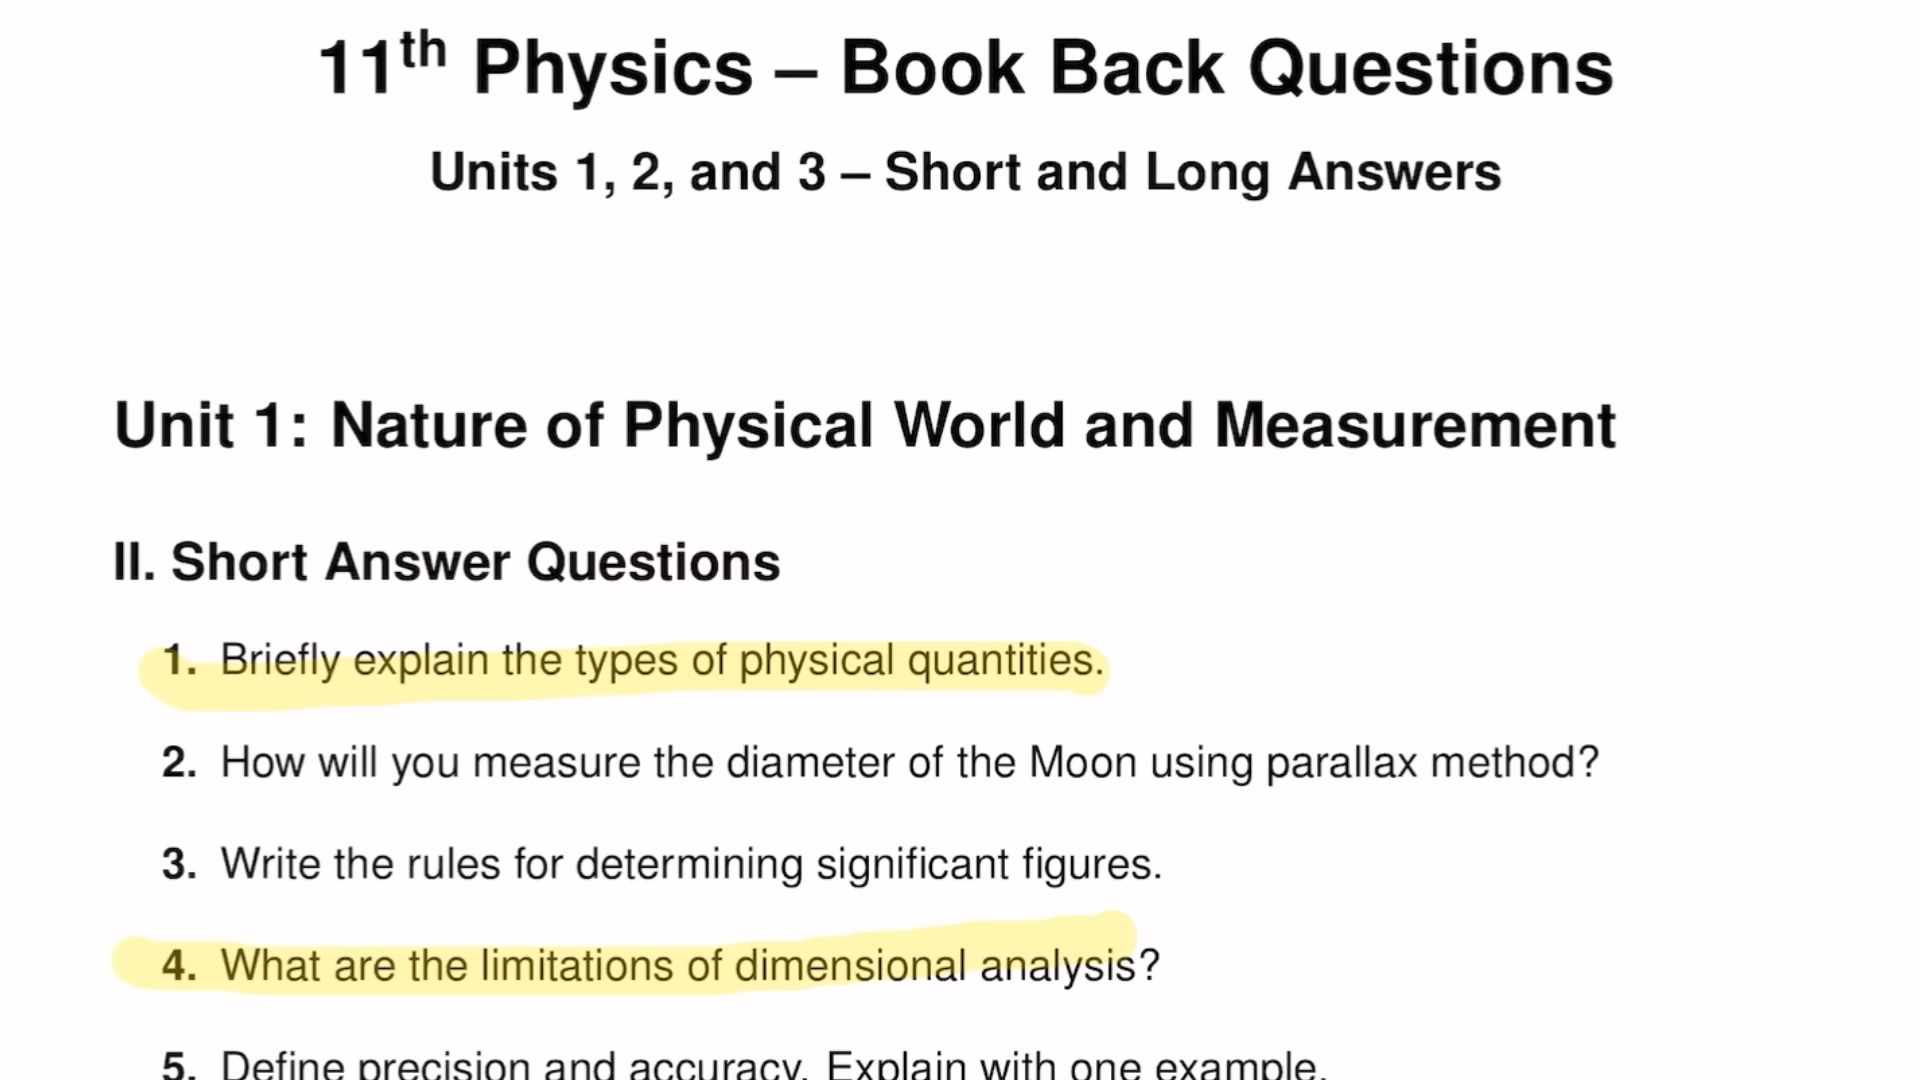 11th Physics – Book Back Questions
Units 1, 2, and 3 – Short and Long Answers
Unit 1: Nature of Physical World and Measurement
II. Short Answer Questions
1. Briefly explain the types of physical quantities.
2. How will you measure the diameter of the Moon using parallax method?
3. Write the rules for determining significant figures.
4. What are the limitations of dimensional analysis?
5. Define precision and accuracy. Explain with one example.